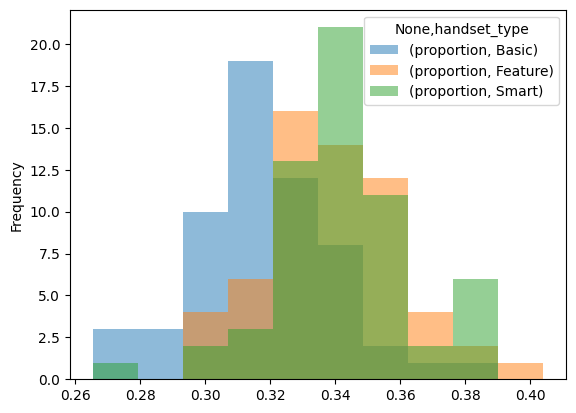 None,handset_type
(proportion, Basic)
(proportion, Feature)
(proportion, Smart)
Frequency
20.0
17.5
15.0
12.5
10.0
7.5
5.0
2.5
0.0
0.26 0.28 0.30 0.32 0.34 0.36 0.38 0.40